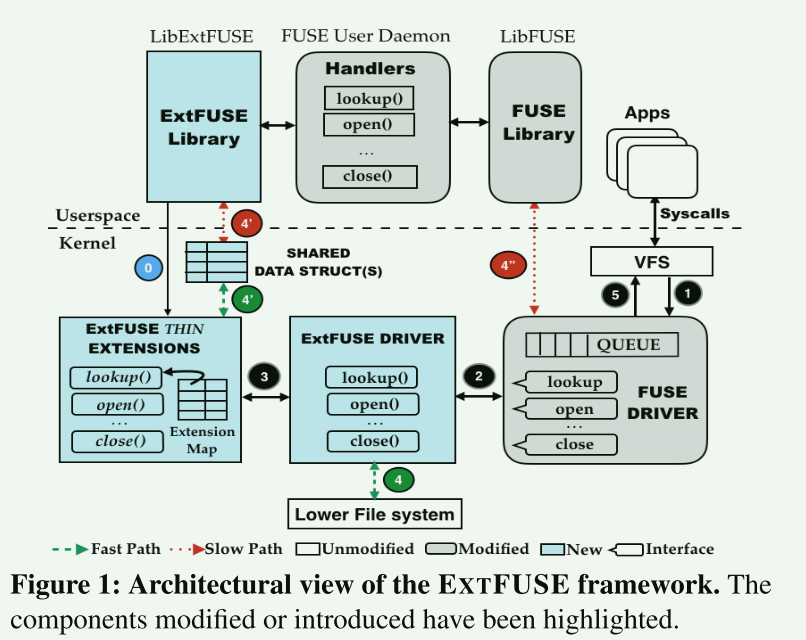 LibExtFUSE FUSE User Daemon LibFUSE
ExtFUSE
Library
Handlers
lookup()
open()
...
close()
FUSE
Library
Apps
Syscalls
Userspace
Kernel
4'
0
SHARED
DATA STRUCT(S)
4'
4"
VFS
5
1
ExtFUSE THIN
EXTENSIONS
lookup()
open()
...
close()
Extension
Map
3
ExtFUSE DRIVER
lookup()
open()
...
close()
2
QUEUE
lookup
open
...
close
FUSE
DRIVER
4
Lower File system
Fast Path Slow Path Unmodified Modified New Interface
Figure 1: Architectural view of the EXTFUSE framework. The
components modified or introduced have been highlighted.